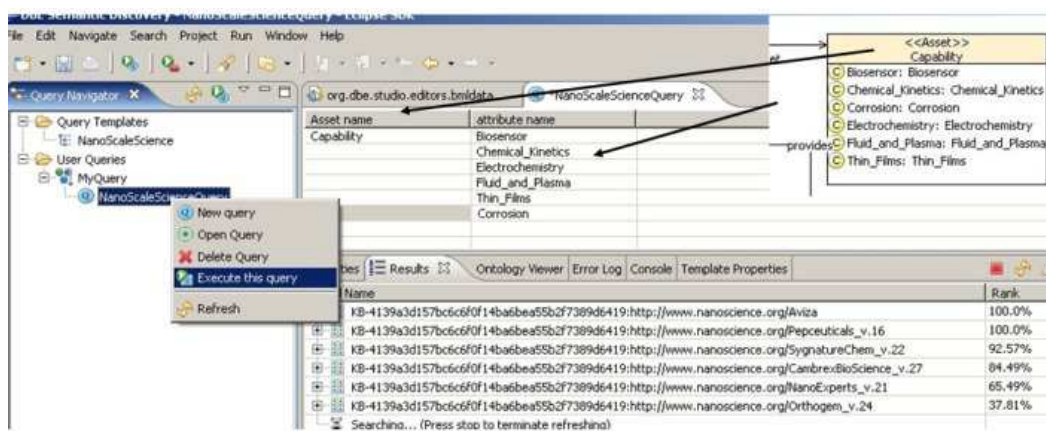 DBE Semantic Discovery - NanoScaleScienceQuery - Eclipse SDK
File Edit Navigate Search Project Run Window Help
Query Navigator
Query Templates
NanoScaleScience
User Queries
MyQuery
NanoScaleScienceQuery
New query
Open Query
Delete Query
Execute this query
Refresh
org.dbe.studio.editors.bmldata
*NanoScaleScienceQuery
Asset name attribute name
Capability Biosensor
Chemical_Kinetics
Electrochemistry
Fluid_and_Plasma
Thin_Films
Corrosion
<<Asset>>
Capability
Biosensor: Biosensor
Chemical_Kinetics: Chemical_Kinetics
Corrosion: Corrosion
Electrochemistry: Electrochemistry
provides
Fluid_and_Plasma: Fluid_and_Plasma
Thin_Films: Thin_Films
Results Ontology Viewer Error Log Console Template Properties
Name Rank
KB-4139a3d157bc6c6f0f14ba6bea55b2f7389d6419:http://www.nanoscience.org/Aviza 100.0%
KB-4139a3d157bc6c6f0f14ba6bea55b2f7389d6419:http://www.nanoscience.org/Pepceuticals_v.16 100.0%
KB-4139a3d157bc6c6f0f14ba6bea55b2f7389d6419:http://www.nanoscience.org/SygnatureChem_v.22 92.57%
KB-4139a3d157bc6c6f0f14ba6bea55b2f7389d6419:http://www.nanoscience.org/CambrexBioScience_v.27 84.49%
KB-4139a3d157bc6c6f0f14ba6bea55b2f7389d6419:http://www.nanoscience.org/NanoExperts_v.21 65.49%
KB-4139a3d157bc6c6f0f14ba6bea55b2f7389d6419:http://www.nanoscience.org/Orthogem_v.24 37.81%
Searching... (Press stop to terminate refreshing)